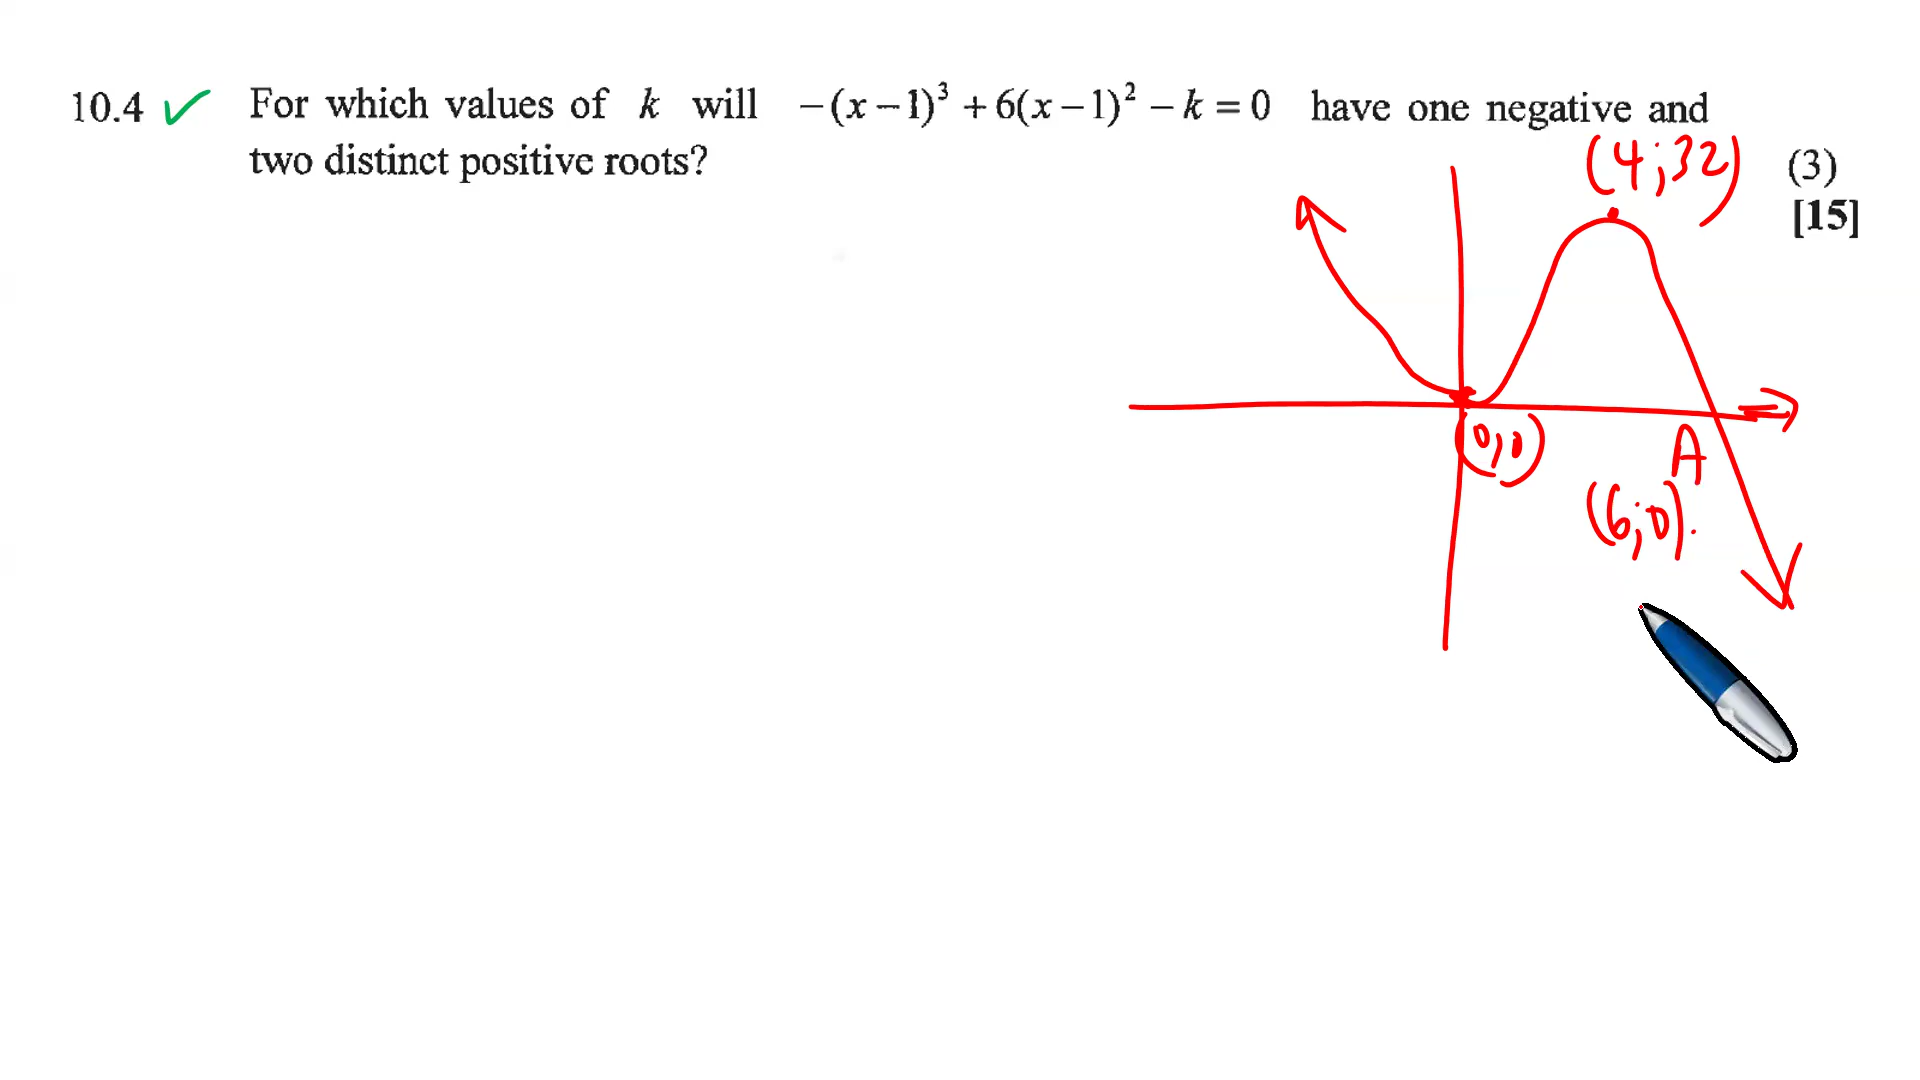 10.4 ✓ For which values of k will −(x−1)³ + 6(x−1)² − k = 0 have one negative and
two distinct positive roots? (3)
[15]
(4;32)
(0;0)
A
(6;0).